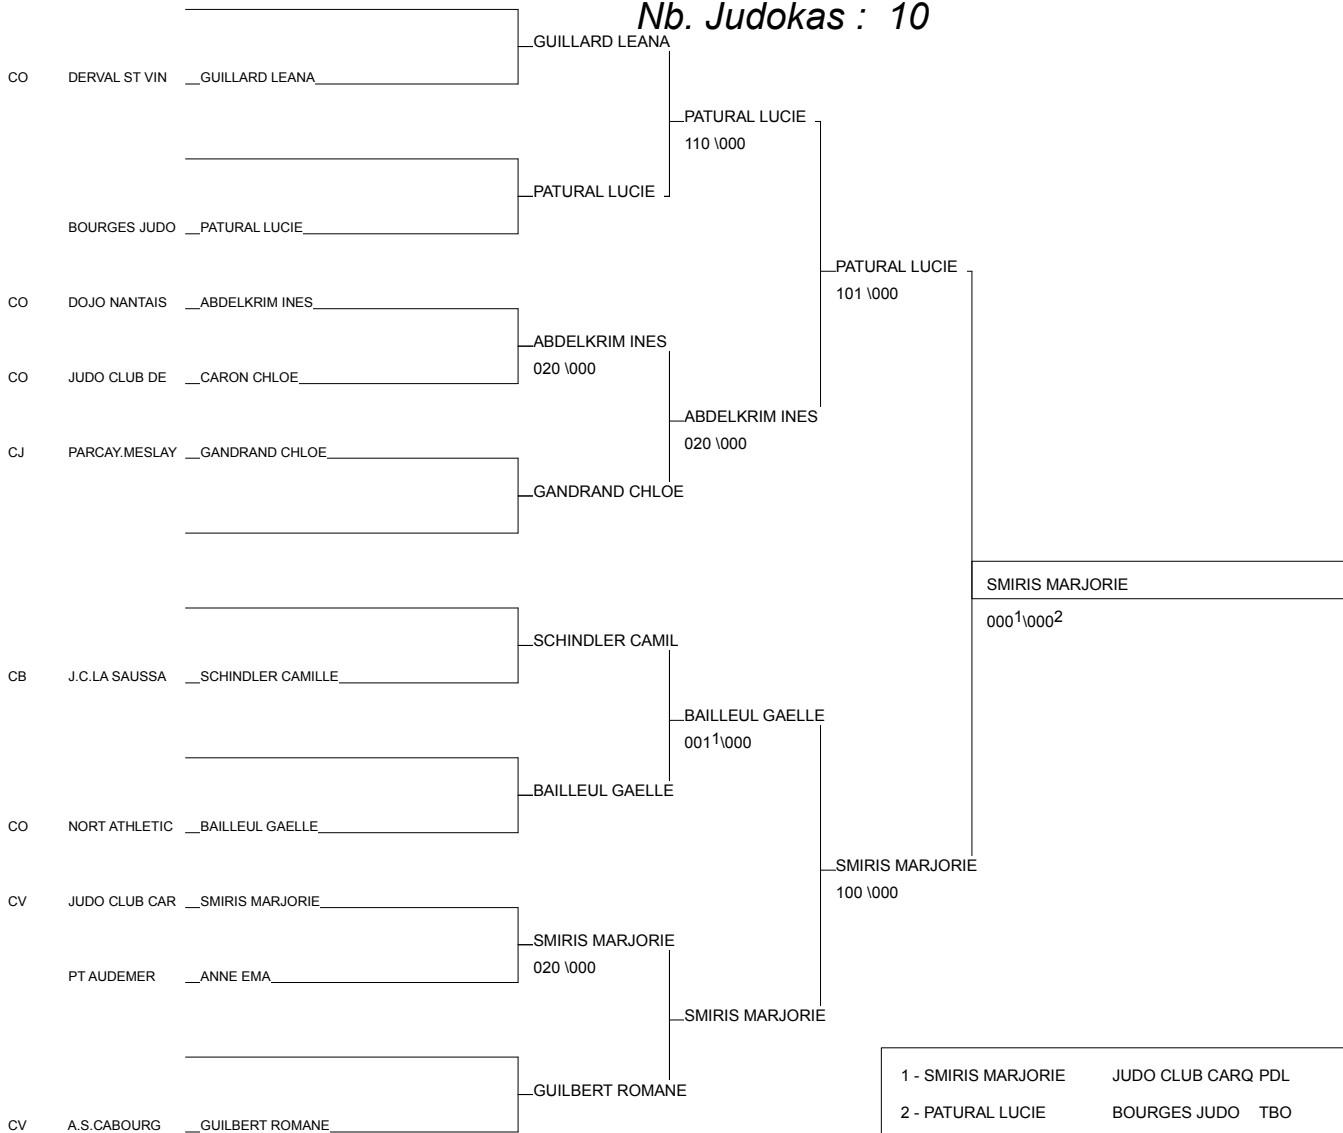 Nb. Judokas : 10
GUILLARD LEANA
CO DERVAL ST VIN GUILLARD LEANA
PATURAL LUCIE
110 \000
PATURAL LUCIE
BOURGES JUDO PATURAL LUCIE
PATURAL LUCIE
101 \000
CO DOJO NANTAIS ABDELKRIM INES
ABDELKRIM INES
020 \000
CO JUDO CLUB DE CARON CHLOE
ABDELKRIM INES
020 \000
CJ PARCAY.MESLAY GANDRAND CHLOE
GANDRAND CHLOE
SMIRIS MARJORIE
0001\0002
SCHINDLER CAMIL
CB J.C.LA SAUSSA SCHINDLER CAMILLE
BAILLEUL GAELLE
0011\000
BAILLEUL GAELLE
CO NORT ATHLETIC BAILLEUL GAELLE
SMIRIS MARJORIE
100 \000
CV JUDO CLUB CAR SMIRIS MARJORIE
SMIRIS MARJORIE
020 \000
PT AUDEMER ANNE EMA
SMIRIS MARJORIE
GUILBERT ROMANE
CV A.S.CABOURG GUILBERT ROMANE
1 - SMIRIS MARJORIE JUDO CLUB CARQ PDL
2 - PATURAL LUCIE BOURGES JUDO TBO